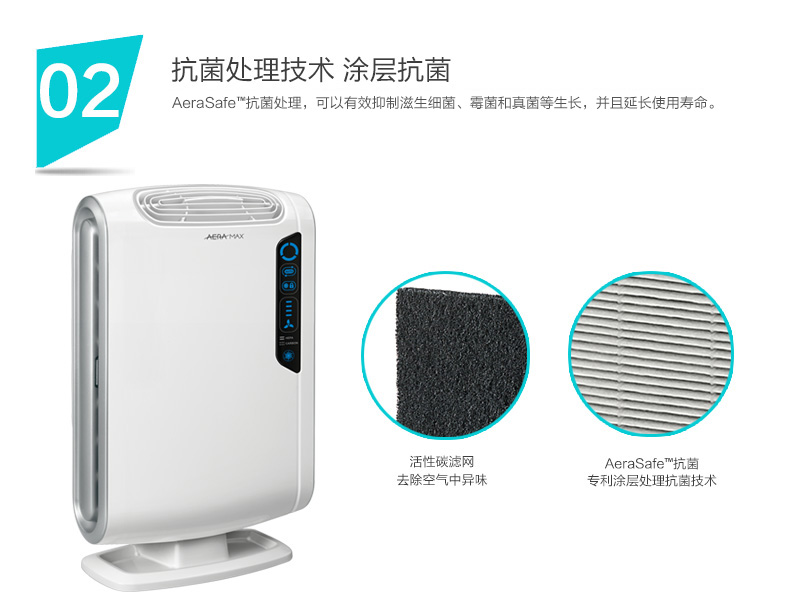 02
抗菌处理技术 涂层抗菌
AeraSafe™抗菌处理，可以有效抑制滋生细菌、霉菌和真菌等生长，并且延长使用寿命。
AERA MAX
活性碳滤网
去除空气中异味
AeraSafe™抗菌
专利涂层处理抗菌技术